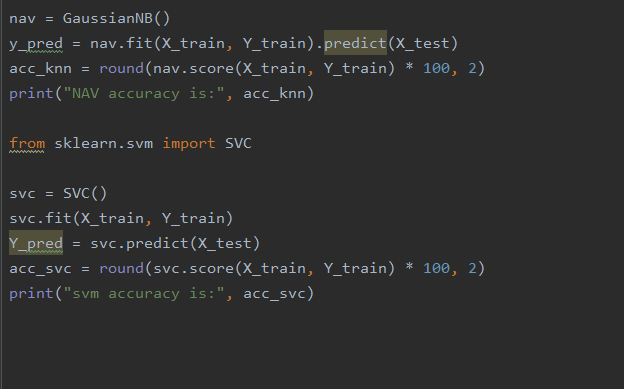 nav = GaussianNB()
y_pred = nav.fit(X_train, Y_train).predict(X_test)
acc_knn = round(nav.score(X_train, Y_train) * 100, 2)
print("NAV accuracy is:", acc_knn)
from sklearn.svm import SVC
svc = SVC()
svc.fit(X_train, Y_train)
Y_pred = svc.predict(X_test)
acc_svc = round(svc.score(X_train, Y_train) * 100, 2)
print("svm accuracy is:", acc_svc)